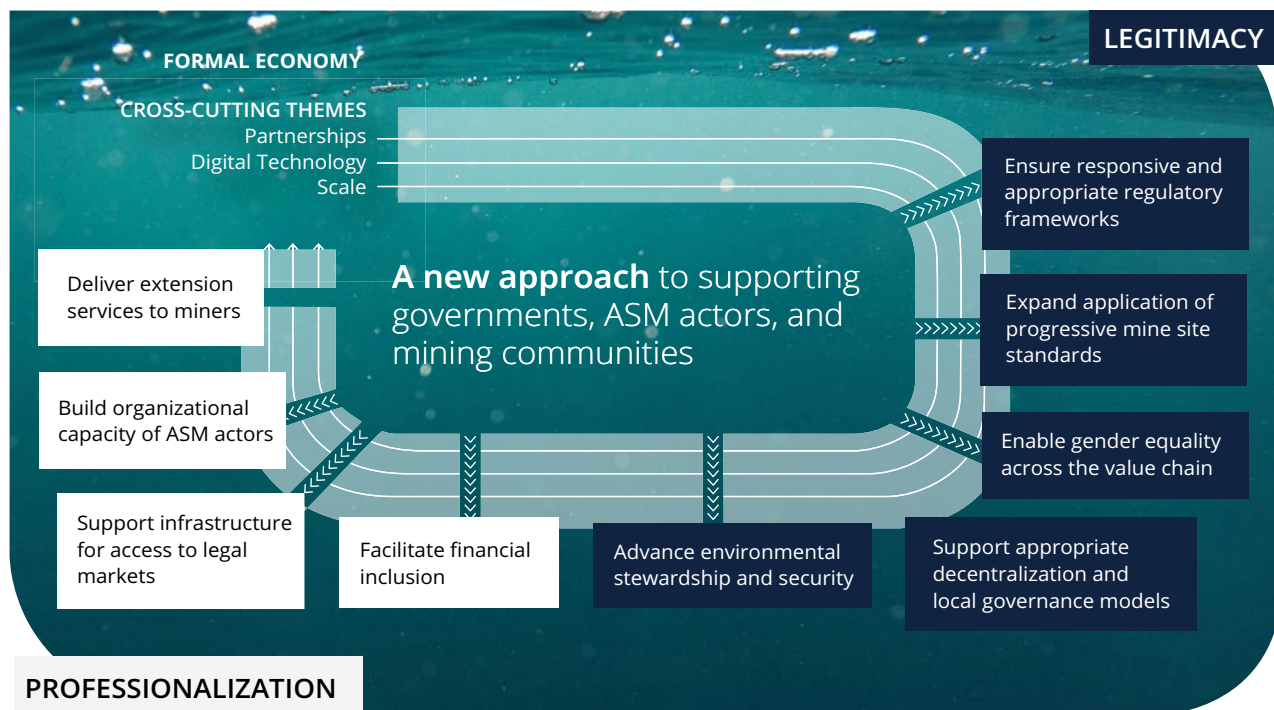 LEGITIMACY
FORMAL ECONOMY
CROSS-CUTTING THEMES
Partnerships
Digital Technology
Scale
Ensure responsive and
appropriate regulatory
frameworks
Expand application of
progressive mine site
standards
Enable gender equality
across the value chain
Support appropriate
decentralization and
local governance models
Advance environmental
stewardship and security
Facilitate financial
inclusion
Support infrastructure
for access to legal
markets
Build organizational
capacity of ASM actors
Deliver extension
services to miners
A new approach to supporting
governments, ASM actors, and
mining communities
PROFESSIONALIZATION